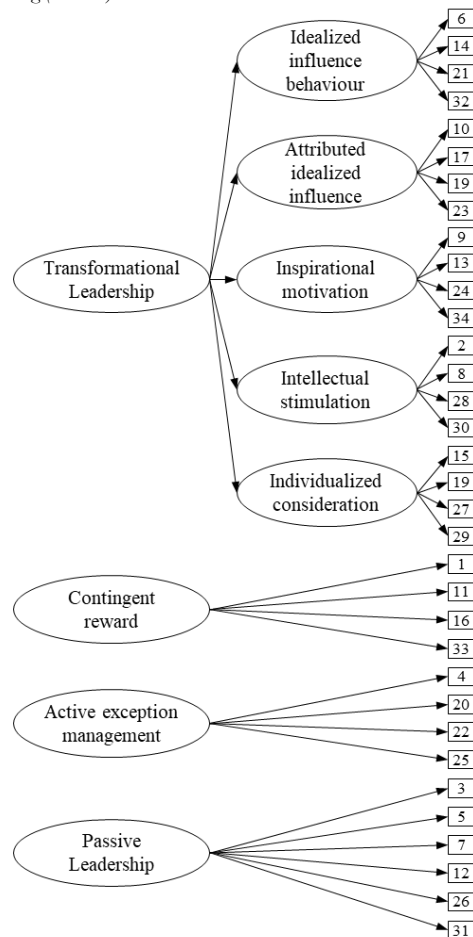 Idealized
influence
behaviour
6
14
21
32
Attributed
idealized
influence
10
17
19
23
Transformational
Leadership
Inspirational
motivation
9
13
24
34
Intellectual
stimulation
2
8
28
30
Individualized
consideration
15
19
27
29
Contingent
reward
1
11
16
33
Active exception
management
4
20
22
25
Passive
Leadership
3
5
7
12
26
31